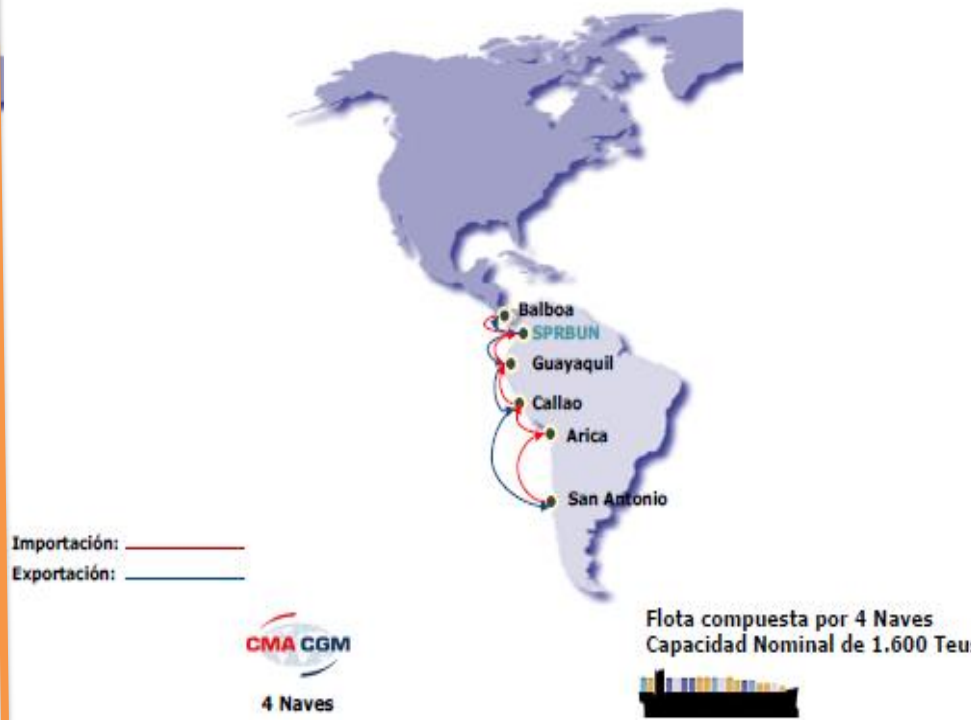 Balboa
SPRBUN
Guayaquil
Callao
Arica
San Antonio
Importación:
Exportación:
CMA CGM
4 Naves
Flota compuesta por 4 Naves
Capacidad Nominal de 1.600 Teus